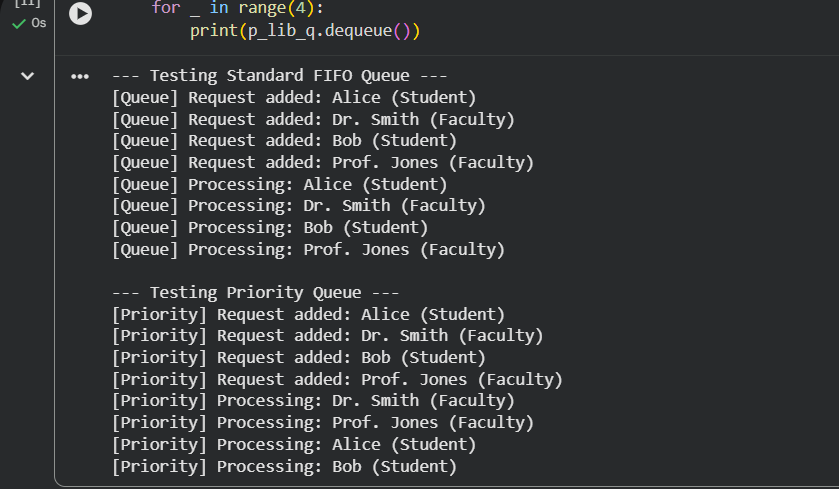 [11]
0s
for _ in range(4):
print(p_lib_q.dequeue())
--- Testing Standard FIFO Queue ---
[Queue] Request added: Alice (Student)
[Queue] Request added: Dr. Smith (Faculty)
[Queue] Request added: Bob (Student)
[Queue] Request added: Prof. Jones (Faculty)
[Queue] Processing: Alice (Student)
[Queue] Processing: Dr. Smith (Faculty)
[Queue] Processing: Bob (Student)
[Queue] Processing: Prof. Jones (Faculty)
--- Testing Priority Queue ---
[Priority] Request added: Alice (Student)
[Priority] Request added: Dr. Smith (Faculty)
[Priority] Request added: Bob (Student)
[Priority] Request added: Prof. Jones (Faculty)
[Priority] Processing: Dr. Smith (Faculty)
[Priority] Processing: Prof. Jones (Faculty)
[Priority] Processing: Alice (Student)
[Priority] Processing: Bob (Student)